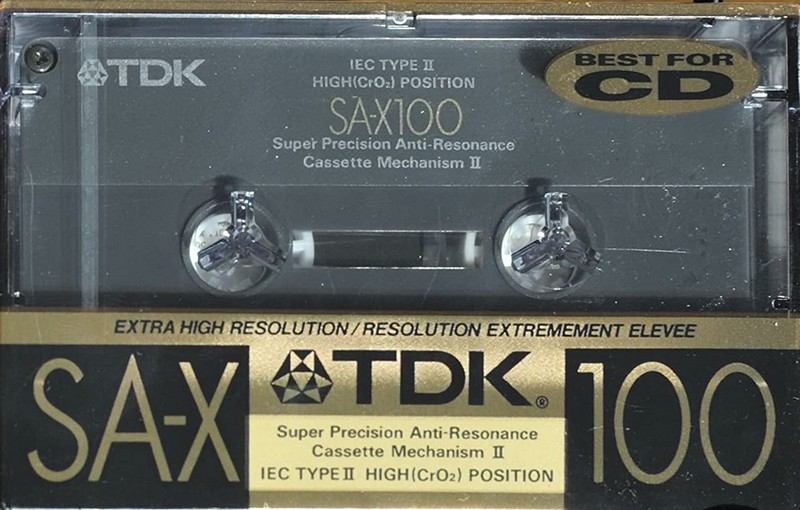 TDK
IEC TYPE II
HIGH(CrO₂) POSITION
SA-X100
Super Precision Anti-Resonance
Cassette Mechanism II
BEST FOR
CD
EXTRA HIGH RESOLUTION/RESOLUTION EXTREMEMENT ELEVEE
SA-X
TDK®
100
Super Precision Anti-Resonance
Cassette Mechanism II
IEC TYPE II HIGH(CrO₂) POSITION